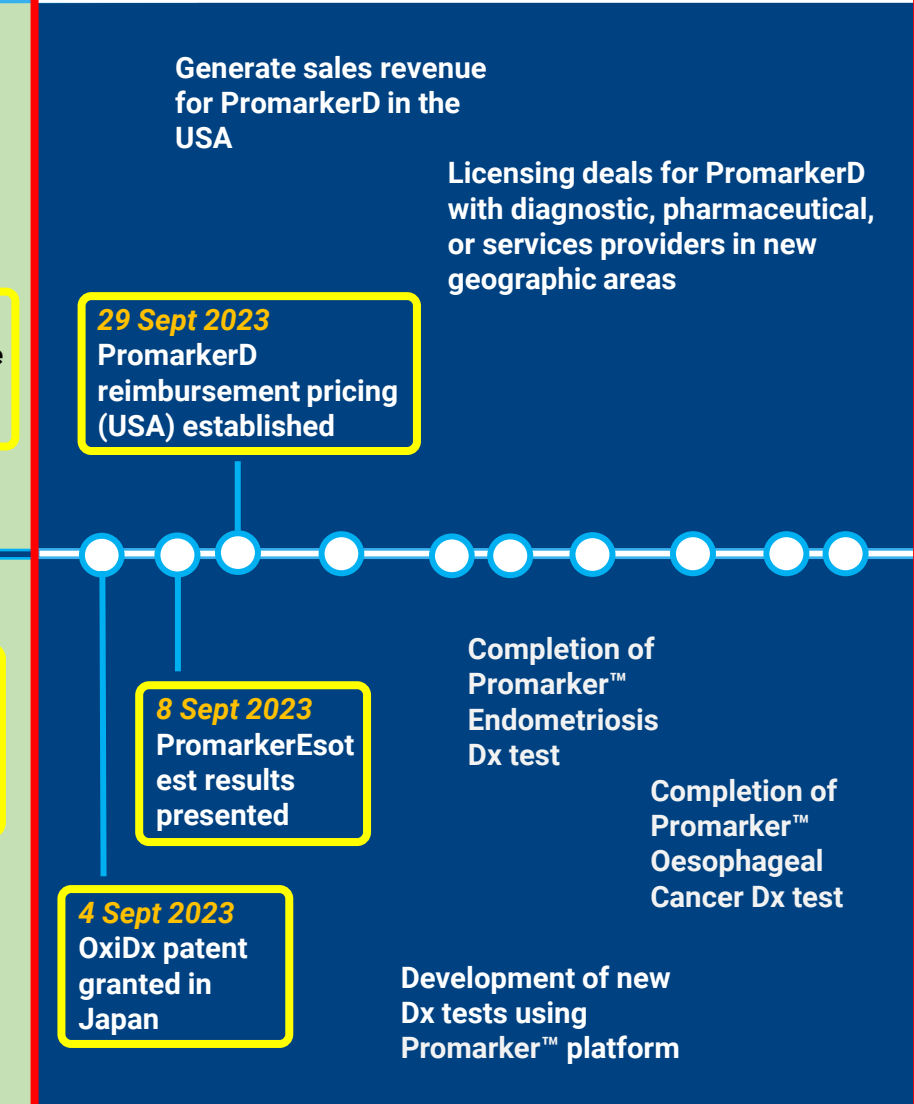 Generate sales revenue
for PromarkerD in the
USA
Licensing deals for PromarkerD
with diagnostic, pharmaceutical,
or services providers in new
geographic areas
29 Sept 2023
PromarkerD
reimbursement pricing
(USA) established
Completion of
Promarker™
Endometriosis
Dx test
8 Sept 2023
PromarkerEsot
est results
presented
Completion of
Promarker™
Oesophageal
Cancer Dx test
4 Sept 2023
OxiDx patent
granted in
Japan
Development of new
Dx tests using
Promarker™ platform